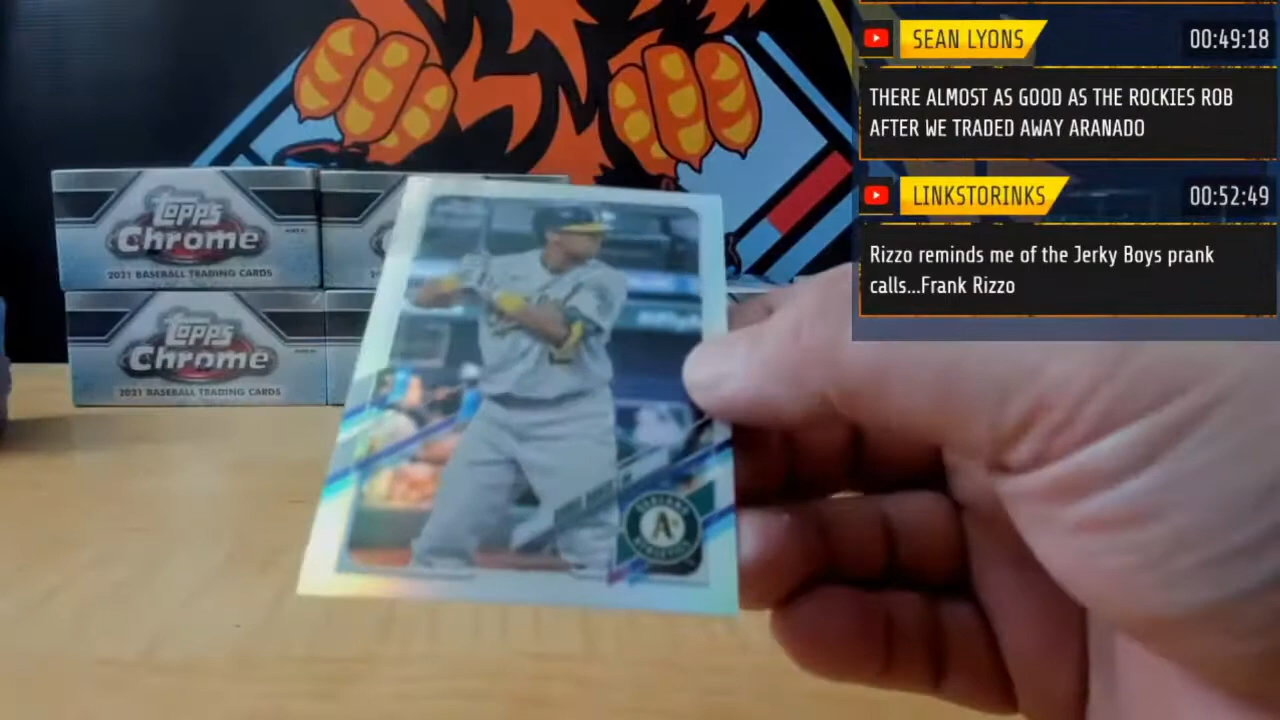 SEAN LYONS
00:49:18
THERE ALMOST AS GOOD AS THE ROCKIES ROB
AFTER WE TRADED AWAY ARANADO
LINKSTORINKS
00:52:49
Rizzo reminds me of the Jerky Boys prank
calls...Frank Rizzo
Topps
Chrome
2021 BASEBALL TRADING CARDS
Topps
Chrome
2021 BASEBALL TRADING CARDS
A's